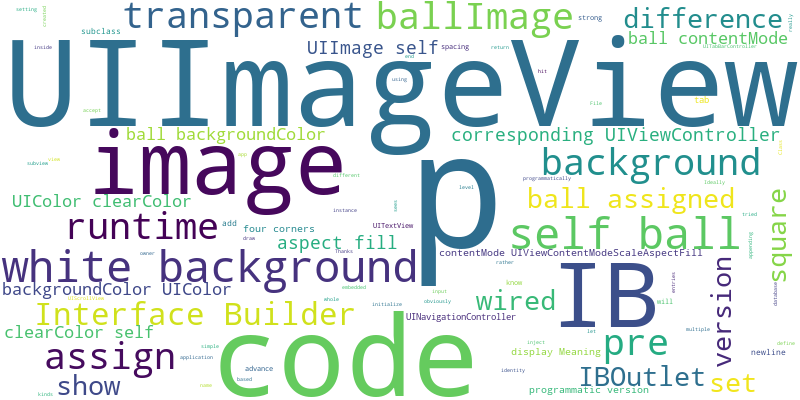 transparent
ballImage
difference
setting
created
subclass
strong
really
UIImage self
spacing
ball contentMode
inside
return
UITabBarController
UIImageView
end
using
hit
accept
File
tab
ball backgroundColor
corresponding UIViewController
image
p
background
subview
view
app
different
level
programmatically
ideally
UIColor clearColor
ball assigned
square
runtime
add
four corners
instance
UITextView
same
tried
self ball
draw
aspect fill
owner
Thanks
contentMode UIViewContentModeScaleAspectFill
white background
rather
IB
version
appending
backgroundColor UIColor
whole
embedded
input
know
wired
entries
database
UIScrollView
obviously
will
Interface Builder
code
initialize
UINavigationController
let
multiple
define
clearColor self
programmatic version
assign
simple
application
inject
display Meaning
pre
newline
advance
show
kinds
based
identity
IBOutlet
set